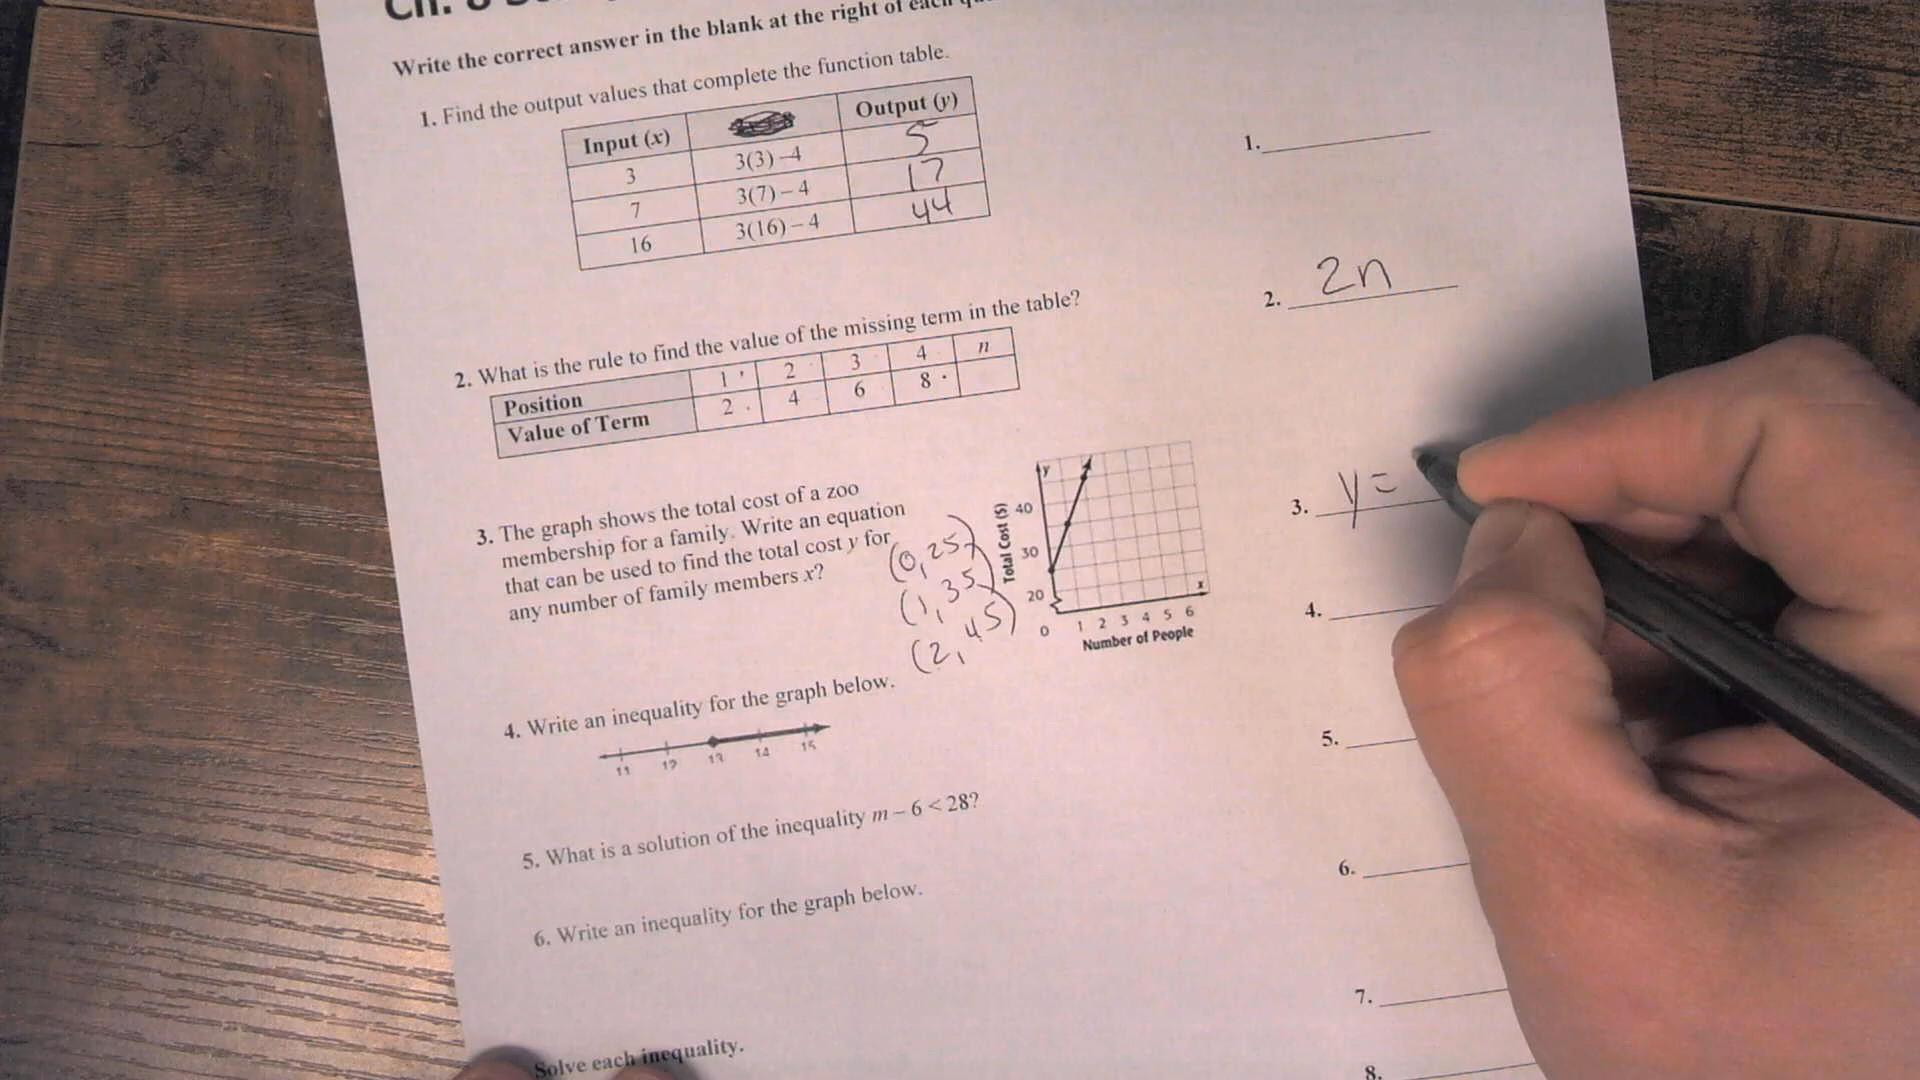 Ch. 8
Write the correct answer in the blank at the right of each
1. Find the output values that complete the function table.
Input (x) Output (y)
3 3(3) – 4 5
7 3(7) – 4 17
16 3(16) – 4 44
1.
2. What is the rule to find the value of the missing term in the table?
Position 1 2 3 4 n
Value of Term 2 4 6 8
2. 2n
3. The graph shows the total cost of a zoo
membership for a family. Write an equation
that can be used to find the total cost y for
any number of family members x?
(0, 25)
(1, 35)
(2, 45)
y
Total Cost ($)
40
30
20
x
0 1 2 3 4 5 6
Number of People
3. y =
4. Write an inequality for the graph below.
11 12 13 14 15
4.
5. What is a solution of the inequality m – 6 < 28?
5.
6. Write an inequality for the graph below.
6.
7.
Solve each inequality.
8.